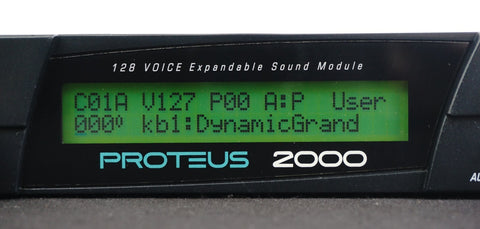 128 VOICE Expandable Sound Module
C01A V127 P00 A:P User
000⁰ kb1:DynamicGrand
PROTEUS 2000